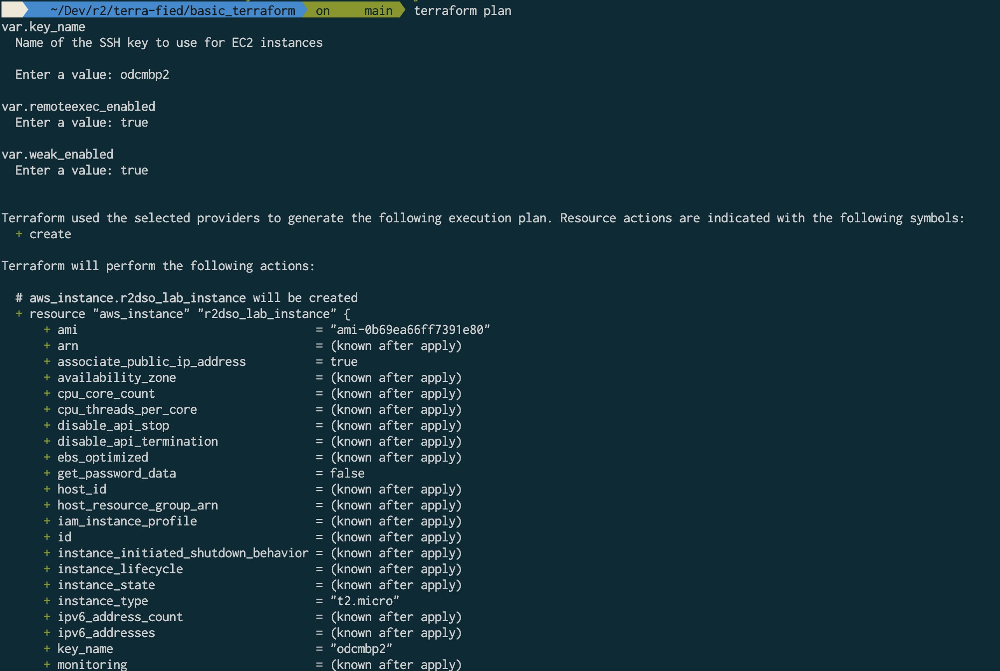 ~/Dev/r2/terra-fied/basic_terraform on main terraform plan
var.key_name
  Name of the SSH key to use for EC2 instances

  Enter a value: odcmbp2

var.remoteexec_enabled
  Enter a value: true

var.weak_enabled
  Enter a value: true


Terraform used the selected providers to generate the following execution plan. Resource actions are indicated with the following symbols:
  + create

Terraform will perform the following actions:

  # aws_instance.r2dso_lab_instance will be created
  + resource "aws_instance" "r2dso_lab_instance" {
      + ami                                  = "ami-0b69ea66ff7391e80"
      + arn                                  = (known after apply)
      + associate_public_ip_address          = true
      + availability_zone                    = (known after apply)
      + cpu_core_count                       = (known after apply)
      + cpu_threads_per_core                 = (known after apply)
      + disable_api_stop                     = (known after apply)
      + disable_api_termination              = (known after apply)
      + ebs_optimized                        = (known after apply)
      + get_password_data                    = false
      + host_id                              = (known after apply)
      + host_resource_group_arn              = (known after apply)
      + iam_instance_profile                 = (known after apply)
      + id                                   = (known after apply)
      + instance_initiated_shutdown_behavior = (known after apply)
      + instance_lifecycle                   = (known after apply)
      + instance_state                       = (known after apply)
      + instance_type                        = "t2.micro"
      + ipv6_address_count                   = (known after apply)
      + ipv6_addresses                       = (known after apply)
      + key_name                             = "odcmbp2"
      + monitoring                           = (known after apply)